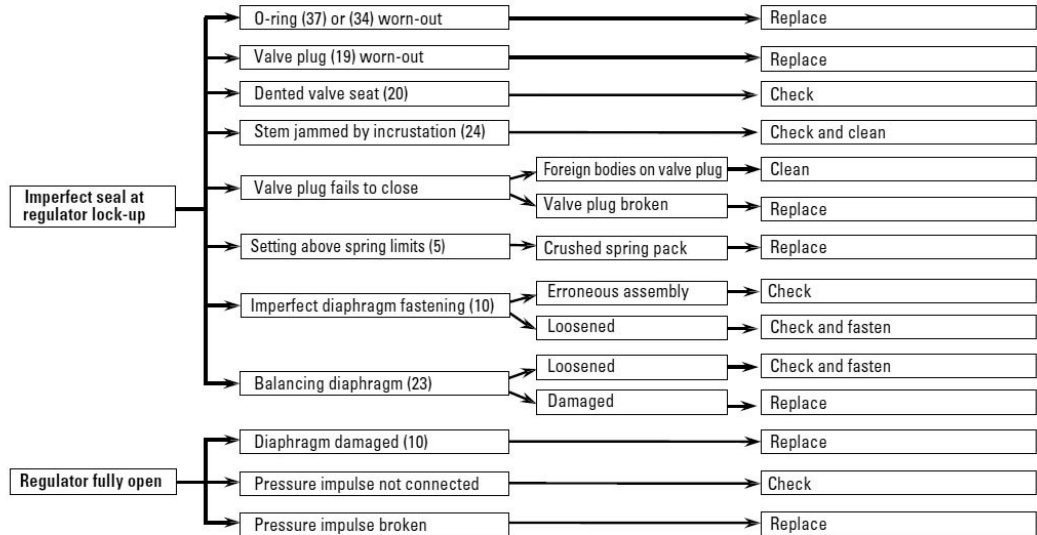 O-ring (37) or (34) worn-out
Replace
Valve plug (19) worn-out
Replace
Dented valve seat (20)
Check
Stem jammed by incrustation (24)
Check and clean
Imperfect seal at
regulator lock-up
Valve plug fails to close
Foreign bodies on valve plug
Clean
Valve plug broken
Replace
Setting above spring limits (5)
Crushed spring pack
Replace
Imperfect diaphragm fastening (10)
Erroneous assembly
Check
Loosened
Check and fasten
Balancing diaphragm (23)
Loosened
Check and fasten
Damaged
Replace
Regulator fully open
Diaphragm damaged (10)
Replace
Pressure impulse not connected
Check
Pressure impulse broken
Replace